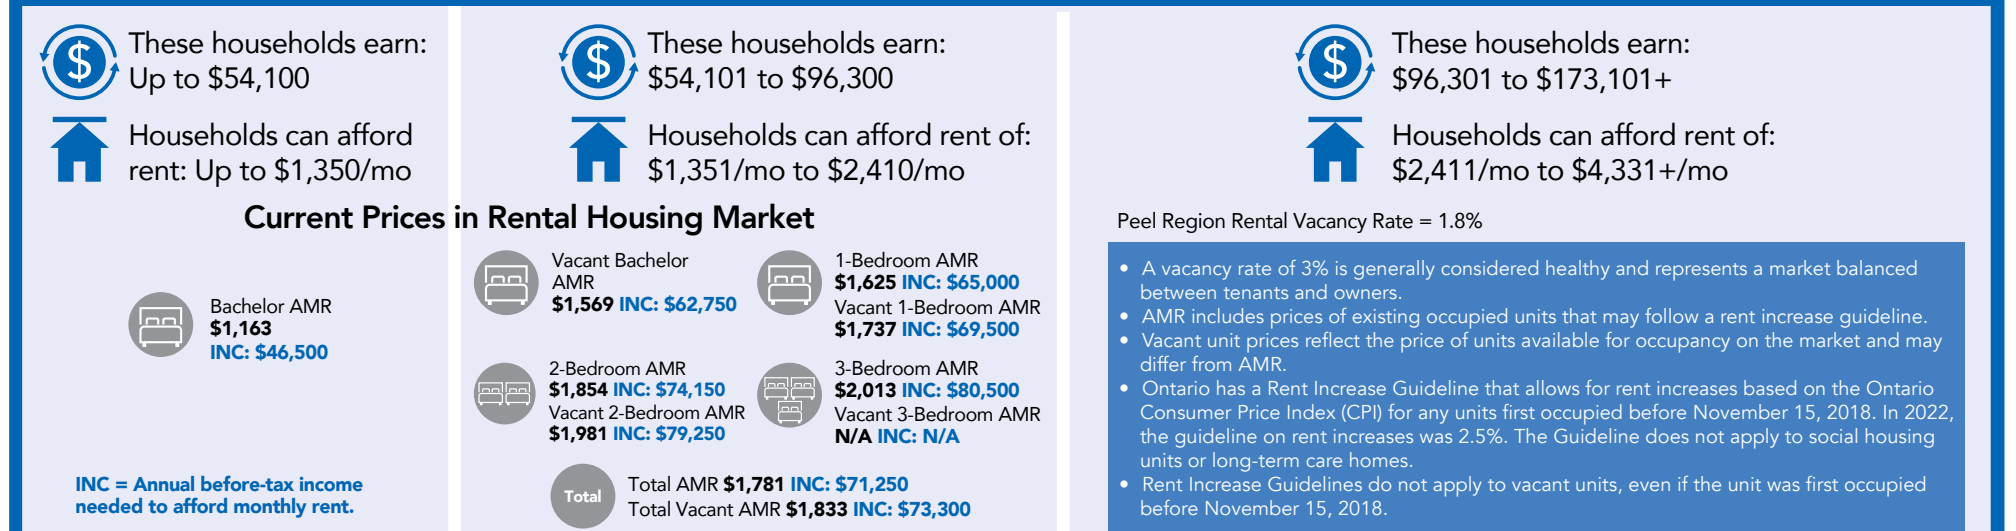 These households earn:
Up to $54,100
Households can afford
rent: Up to $1,350/mo
These households earn:
$54,101 to $96,300
Households can afford rent of:
$1,351/mo to $2,410/mo
These households earn:
$96,301 to $173,101+
Households can afford rent of:
$2,411/mo to $4,331+/mo
Current Prices in Rental Housing Market
Bachelor AMR
$1,163
INC: $46,500
INC = Annual before-tax income
needed to afford monthly rent.
Vacant Bachelor
AMR
$1,569 INC: $62,750
1-Bedroom AMR
$1,625 INC: $65,000
Vacant 1-Bedroom AMR
$1,737 INC: $69,500
2-Bedroom AMR
$1,854 INC: $74,150
Vacant 2-Bedroom AMR
$1,981 INC: $79,250
3-Bedroom AMR
$2,013 INC: $80,500
Vacant 3-Bedroom AMR
N/A INC: N/A
Total
Total AMR $1,781 INC: $71,250
Total Vacant AMR $1,833 INC: $73,300
Peel Region Rental Vacancy Rate = 1.8%
• A vacancy rate of 3% is generally considered healthy and represents a market balanced
between tenants and owners.
• AMR includes prices of existing occupied units that may follow a rent increase guideline.
• Vacant unit prices reflect the price of units available for occupancy on the market and may
differ from AMR.
• Ontario has a Rent Increase Guideline that allows for rent increases based on the Ontario
Consumer Price Index (CPI) for any units first occupied before November 15, 2018. In 2022,
the guideline on rent increases was 2.5%. The Guideline does not apply to social housing
units or long-term care homes.
• Rent Increase Guidelines do not apply to vacant units, even if the unit was first occupied
before November 15, 2018.